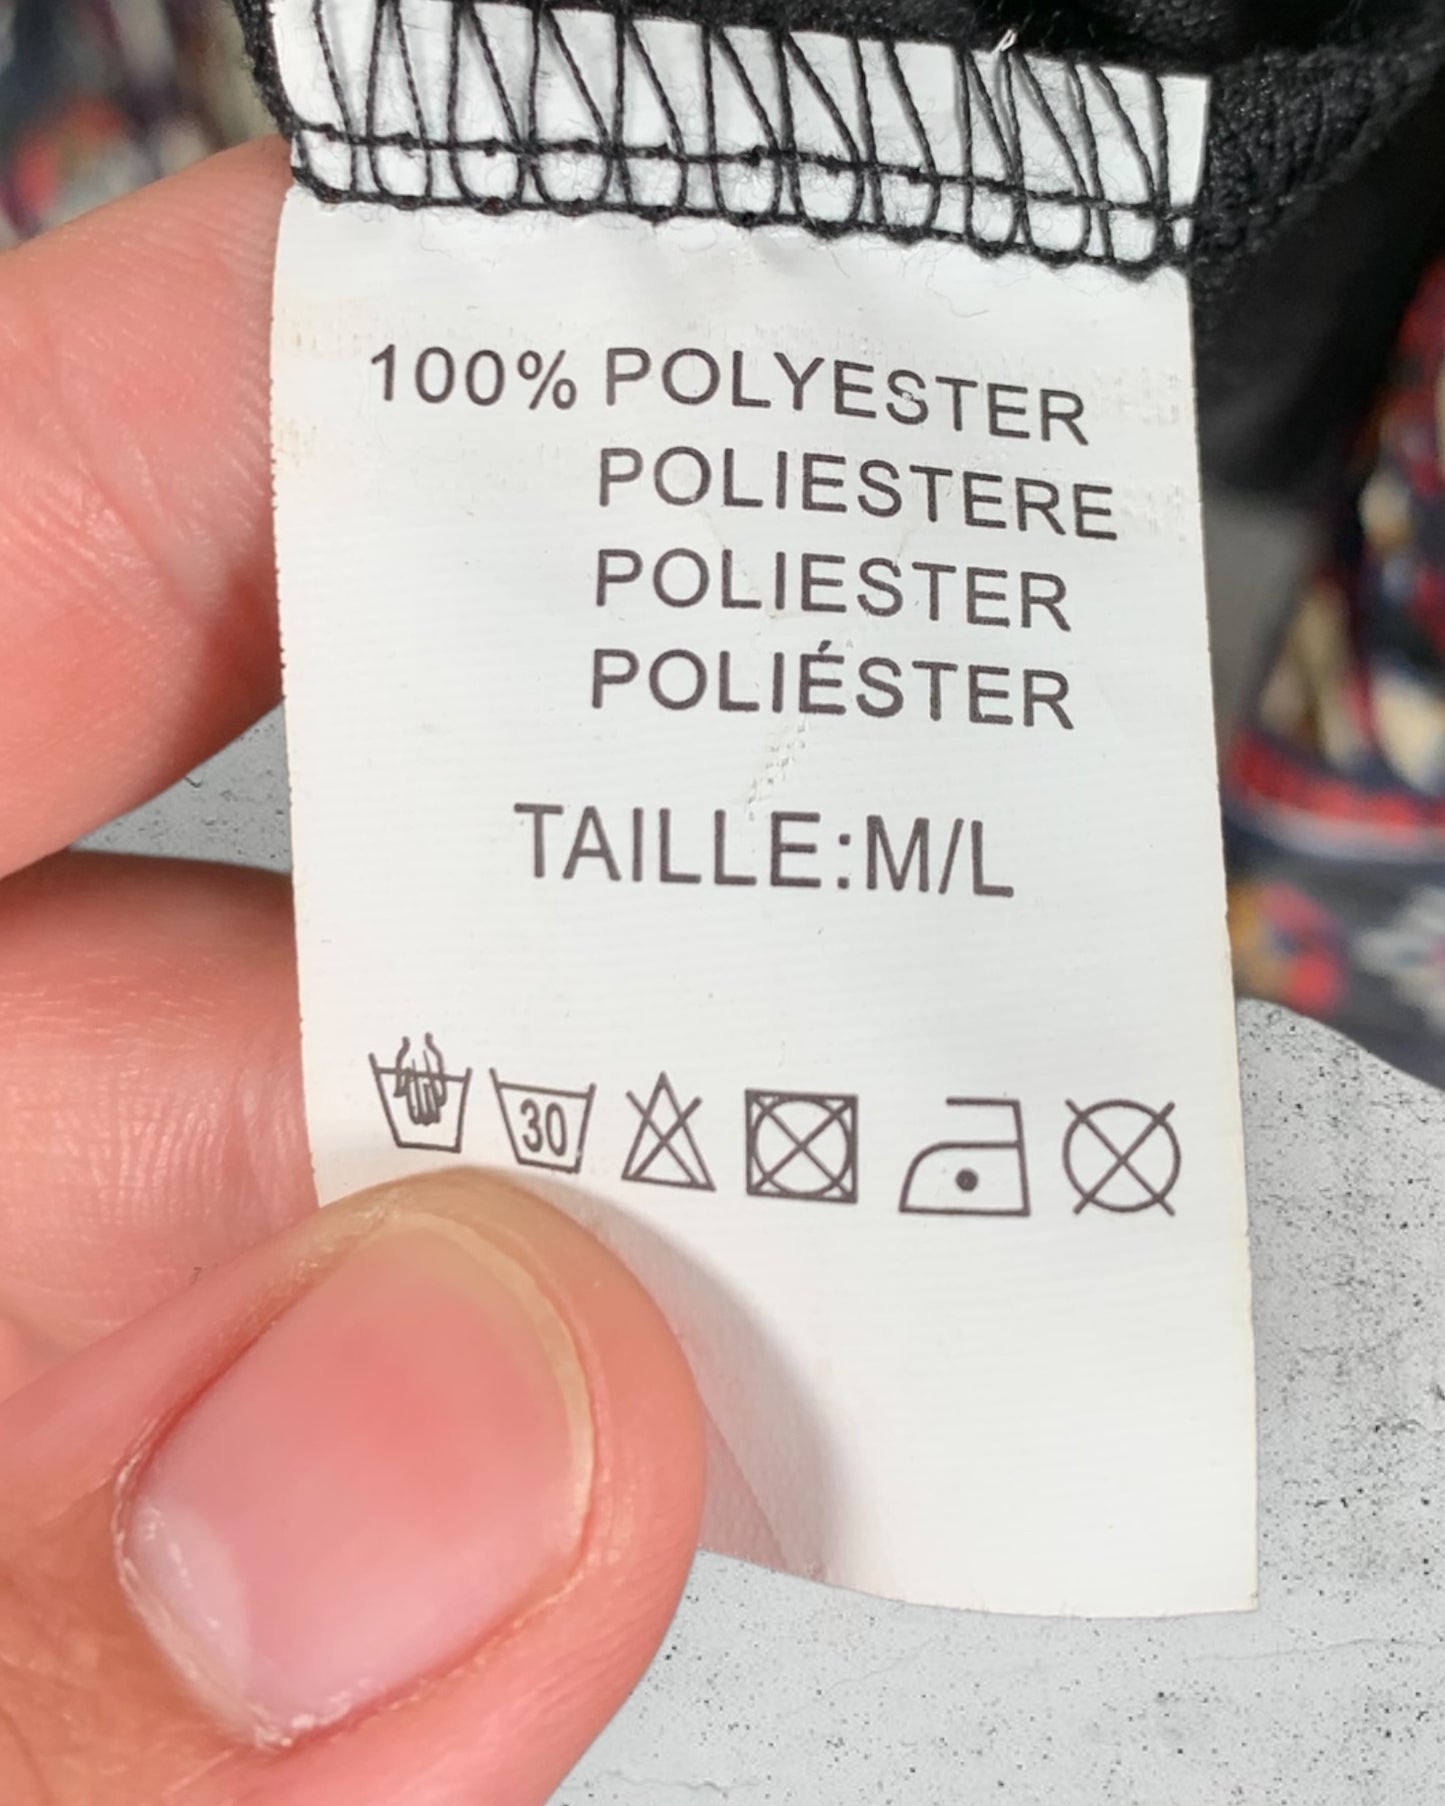 100% POLYESTER
POLIESTERE
POLIESTER
POLIÉSTER
TAILLE:M/L
30